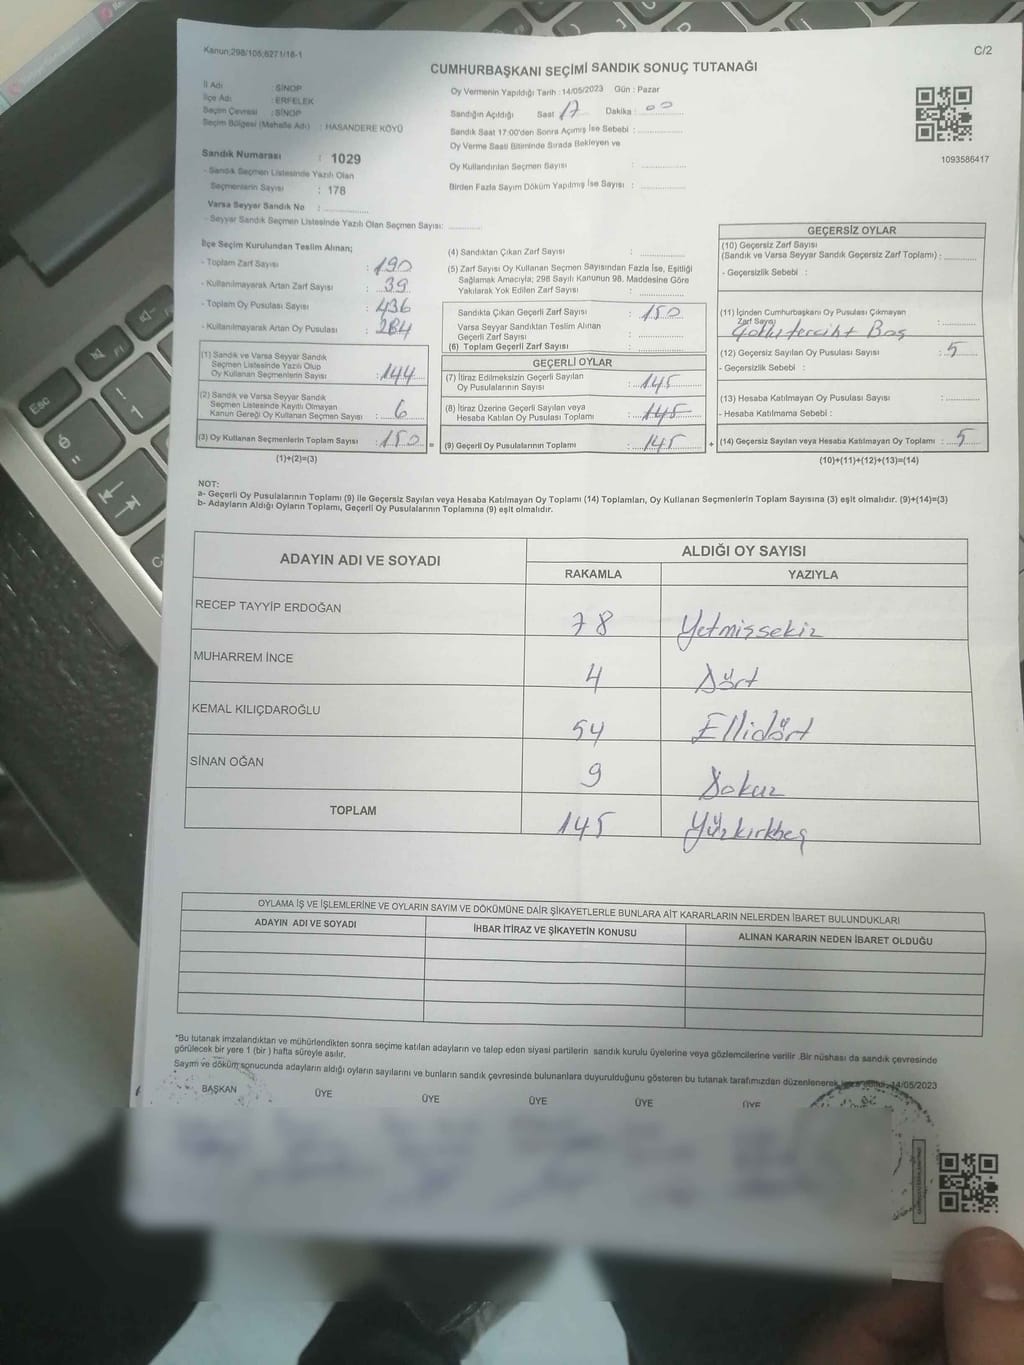 Kanun;298/105;6271/16-1
C/2
CUMHURBAŞKANI SEÇİMİ SANDIK SONUÇ TUTANAĞI
İl Adı : SİNOP
İlçe Adı : ERFELEK
Seçim Çevresi : SİNOP
Seçim Bölgesi (Mahalle Adı) : HASANDERE KÖYÜ
Sandık Numarası : 1029
- Sandık Seçmen Listesinde Yazılı Olan
Seçmenlerin Sayısı : 178
Varsa Seyyar Sandık No :
- Seyyar Sandık Seçmen Listesinde Yazılı Olan Seçmen Sayısı:
Oy Vermenin Yapıldığı Tarih : 14/05/2023 Gün : Pazar
Sandığın Açıldığı Saat 17 Dakika : 00
Sandık Saat 17:00'den Sonra Açımış İse Sebebi :
Oy Verme Saati Bitiminde Sırada Bekleyen ve
Oy Kullandırılan Seçmen Sayısı :
Birden Fazla Sayım Döküm Yapılmış İse Sayısı :
1093586417
İlçe Seçim Kurulundan Teslim Alınan;
- Toplam Zarf Sayısı : 190
- Kullanılmayarak Artan Zarf Sayısı : 39
- Toplam Oy Pusulası Sayısı : 436
- Kullanılmayarak Artan Oy Pusulası : 284
(1) Sandık ve Varsa Seyyar Sandık
Seçmen Listesinde Yazılı Olup
Oy Kullanan Seçmenlerin Sayısı : 144
(2) Sandık ve Varsa Seyyar Sandık
Seçmen Listesinde Kayıtlı Olmayan
Kanun Gereği Oy Kullanan Seçmen Sayısı : 6
(3) Oy Kullanan Seçmenlerin Toplam Sayısı : 150 =
(1)+(2)=(3)
(4) Sandıktan Çıkan Zarf Sayısı :
(5) Zarf Sayısı Oy Kullanan Seçmen Sayısından Fazla İse, Eşitliği
Sağlamak Amacıyla; 298 Sayılı Kanunun 98. Maddesine Göre
Yakılarak Yok Edilen Zarf Sayısı :
Sandıkta Çıkan Geçerli Zarf Sayısı : 150
Varsa Seyyar Sandıktan Teslim Alınan
Geçerli Zarf Sayısı :
(6) Toplam Geçerli Zarf Sayısı :
GEÇERLİ OYLAR
(7) İtiraz Edilmeksizin Geçerli Sayılan
Oy Pusulalarının Sayısı : 145
(8) İtiraz Üzerine Geçerli Sayılan veya
Hesaba Katılan Oy Pusulası Toplamı : 145
(9) Geçerli Oy Pusulalarının Toplamı : 145 +
GEÇERSİZ OYLAR
(10) Geçersiz Zarf Sayısı
(Sandık ve Varsa Seyyar Sandık Geçersiz Zarf Toplamı) :
- Geçersizlik Sebebi :
(11) İçinden Cumhurbaşkanı Oy Pusulası Çıkmayan
Zarf Sayısı :
Boş
(12) Geçersiz Sayılan Oy Pusulası Sayısı : 5
- Geçersizlik Sebebi :
(13) Hesaba Katılmayan Oy Pusulası Sayısı :
- Hesaba Katılmama Sebebi :
(14) Geçersiz Sayılan veya Hesaba Katılmayan Oy Toplamı : 5
(10)+(11)+(12)+(13)=(14)
NOT:
a- Geçerli Oy Pusulalarının Toplamı (9) ile Geçersiz Sayılan veya Hesaba Katılmayan Oy Toplamı (14) Toplamları, Oy Kullanan Seçmenlerin Toplam Sayısına (3) eşit olmalıdır. (9)+(14)=(3)
b- Adayların Aldığı Oyların Toplamı, Geçerli Oy Pusulalarının Toplamına (9) eşit olmalıdır.
ADAYIN ADI VE SOYADI
ALDIĞI OY SAYISI
RAKAMLA YAZIYLA
RECEP TAYYİP ERDOĞAN 78 Yetmişsekiz
MUHARREM İNCE 4 Dört
KEMAL KILIÇDAROĞLU 54 Ellidört
SİNAN OĞAN 9 Dokuz
TOPLAM 145 Yüzkırkbeş
OYLAMA İŞ VE İŞLEMLERİNE VE OYLARIN SAYIM VE DÖKÜMÜNE DAİR ŞİKAYETLERLE BUNLARA AİT KARARLARIN NELERDEN İBARET BULUNDUKLARI
ADAYIN ADI VE SOYADI İHBAR İTİRAZ VE ŞİKAYETİN KONUSU ALINAN KARARIN NEDEN İBARET OLDUĞU
*Bu tutanak imzalandıktan ve mühürlendikten sonra seçime katılan adayların ve talep eden siyasi partilerin sandık kurulu üyelerine veya gözlemcilerine verilir .Bir nüshası da sandık çevresinde
görülecek bir yere 1 (bir ) hafta süreyle asılır.
Sayım ve döküm sonucunda adayların aldığı oyların sayılarını ve bunların sandık çevresinde bulunanlara duyurulduğunu gösteren bu tutanak tarafımızdan düzenlenerek 14/05/2023
BAŞKAN ÜYE ÜYE ÜYE ÜYE ÜYE